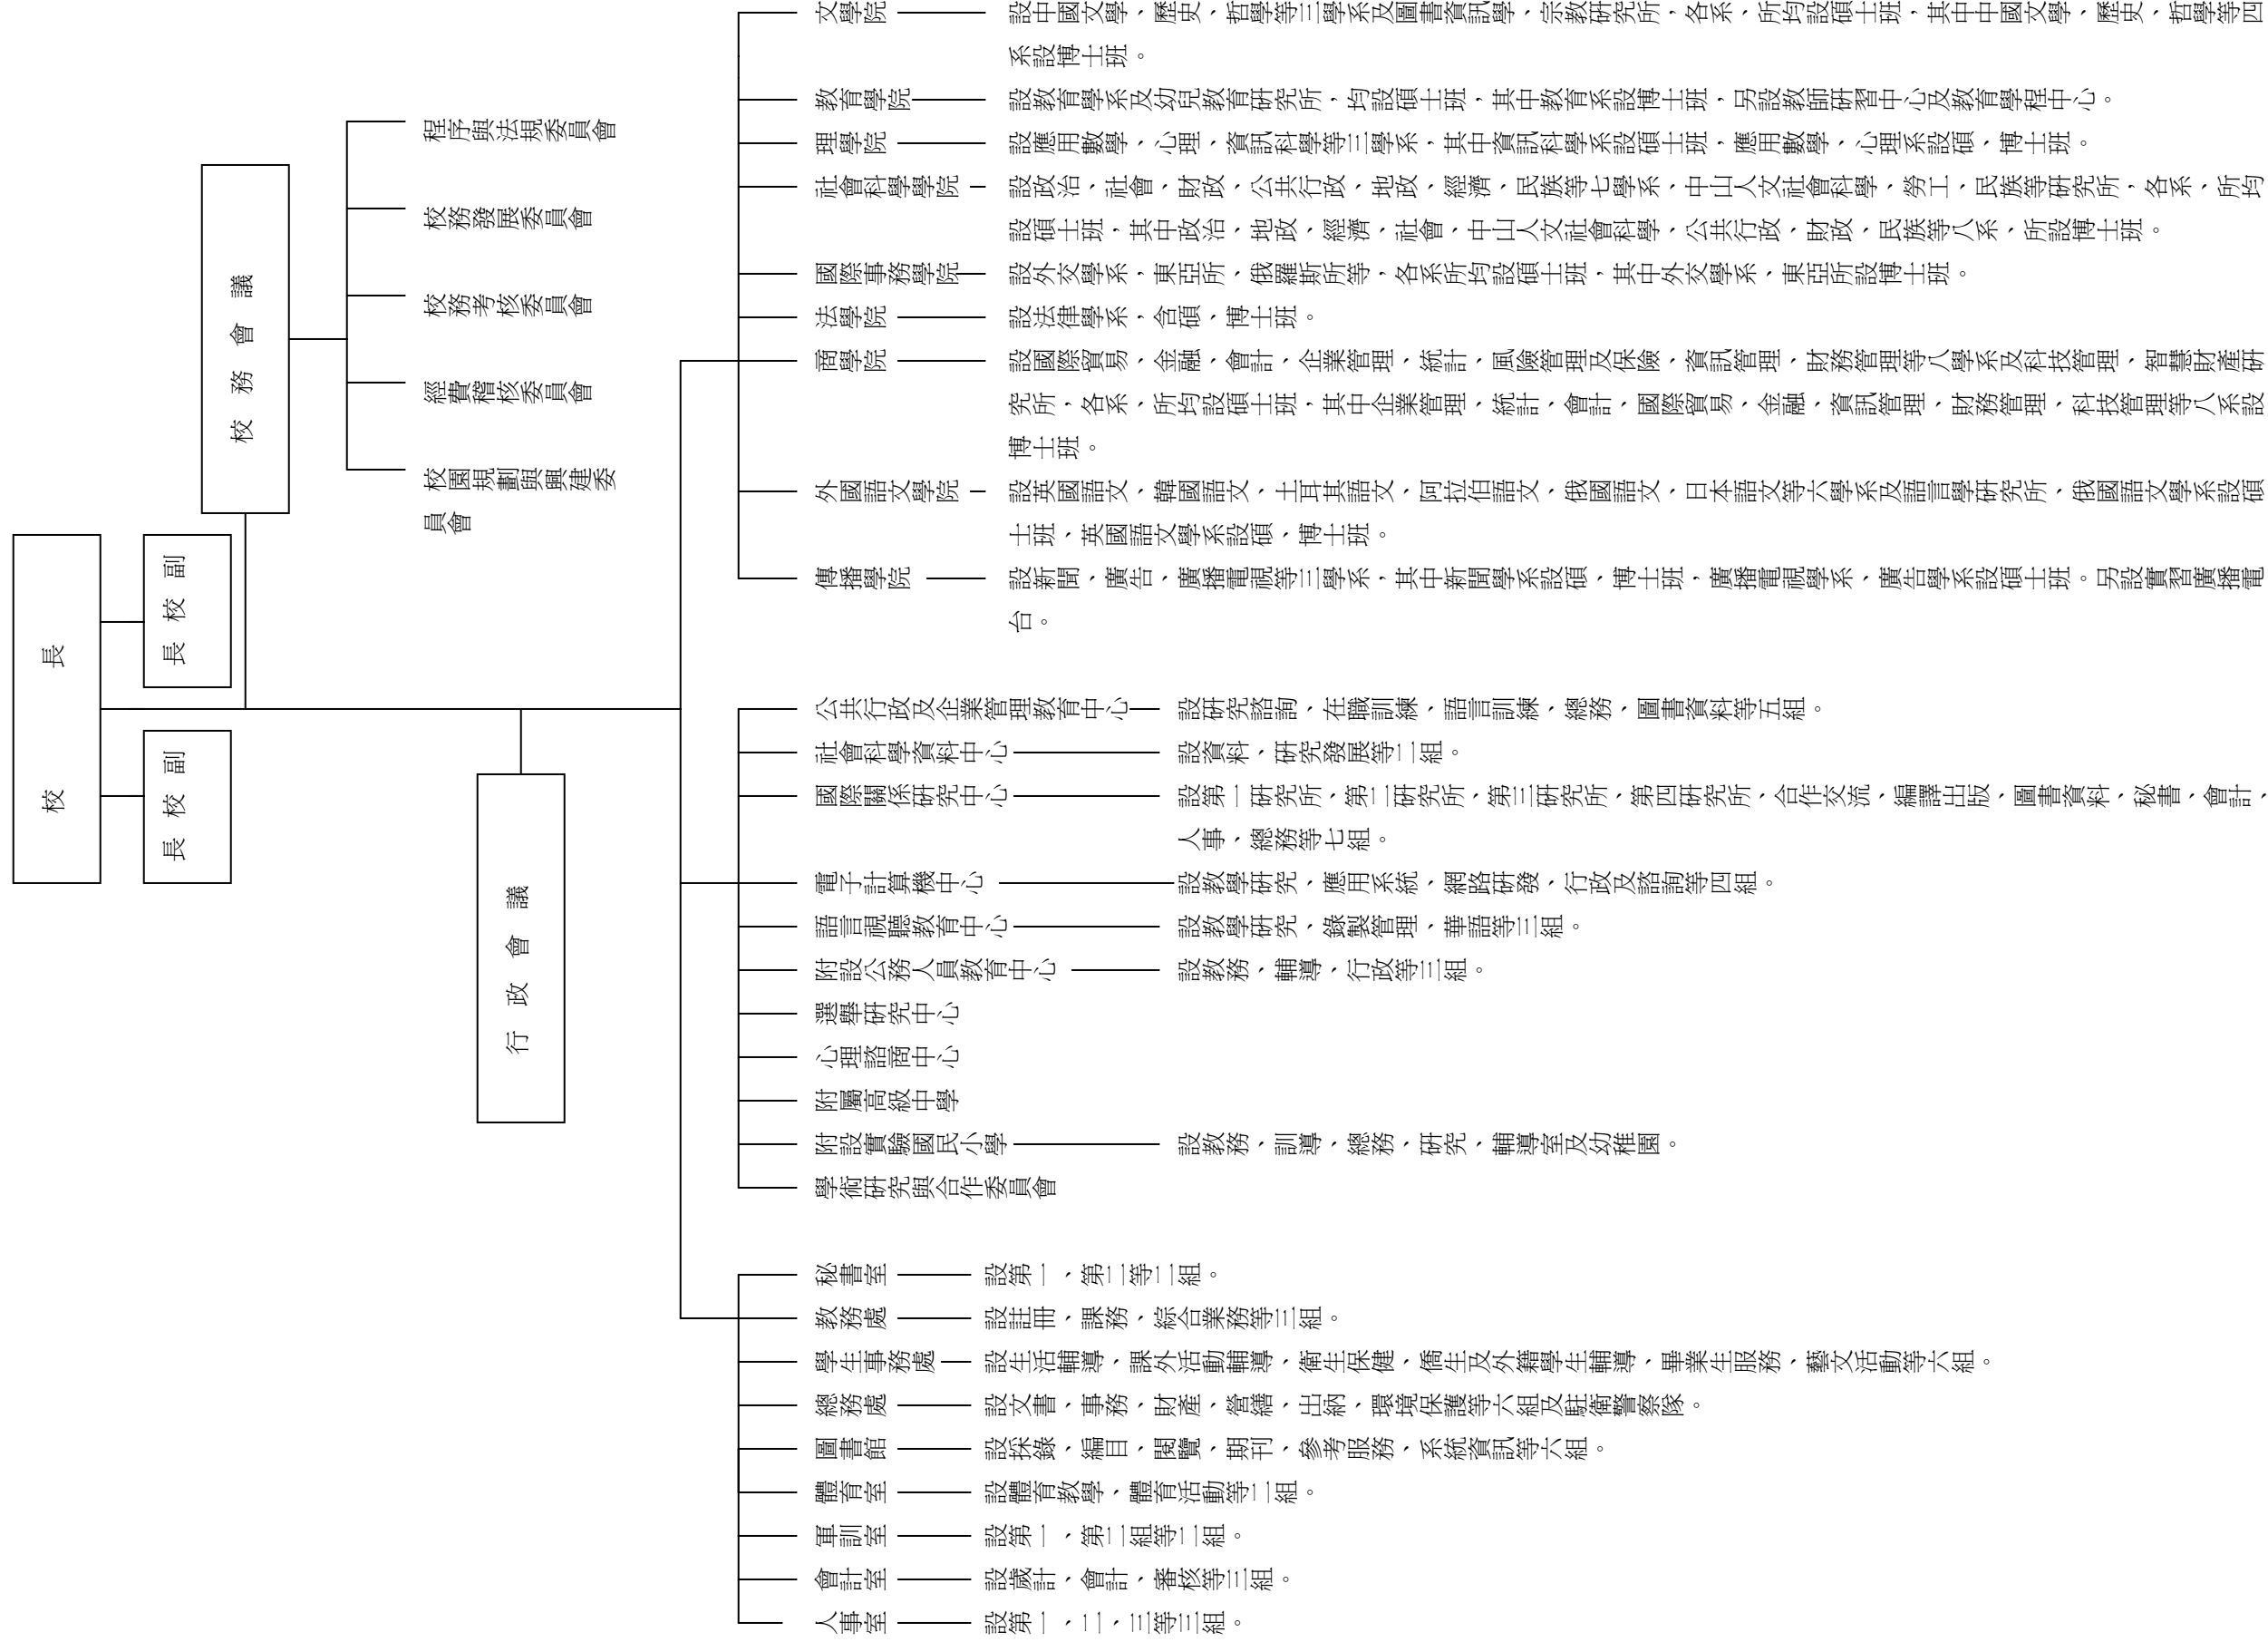 校長
副校長
副校長
校務會議
程序與法規委員會
校務發展委員會
校務考核委員會
經費稽核委員會
校園規劃與興建委
員會
行政會議
文學院
設中國文學、歷史、哲學等三學系及圖書資訊學、宗教研究所，各系、所均設碩士班，其中中國文學、歷史、哲學等四
系設博士班。
教育學院
設教育學系及幼兒教育研究所，均設碩士班，其中教育系設博士班，另設教師研習中心及教育學程中心。
理學院
設應用數學、心理、資訊科學等三學系，其中資訊科學系設碩士班，應用數學、心理系設碩、博士班。
社會科學學院
設政治、社會、財政、公共行政、地政、經濟、民族等七學系、中山人文社會科學、勞工、民族等研究所，各系、所均
設碩士班，其中政治、地政、經濟、社會、中山人文社會科學、公共行政、財政、民族等八系、所設博士班。
國際事務學院
設外交學系，東亞所、俄羅斯所等，各系所均設碩士班，其中外交學系、東亞所設博士班。
法學院
設法律學系，含碩、博士班。
商學院
設國際貿易、金融、會計、企業管理、統計、風險管理及保險、資訊管理、財務管理等八學系及科技管理、智慧財產研
究所，各系、所均設碩士班，其中企業管理、統計、會計、國際貿易、金融、資訊管理、財務管理、科技管理等八系設
博士班。
外國語文學院
設英國語文、韓國語文、土耳其語文、阿拉伯語文、俄國語文、日本語文等六學系及語言學研究所、俄國語文學系設碩
士班、英國語文學系設碩、博士班。
傳播學院
設新聞、廣告、廣播電視等三學系，其中新聞學系設碩、博士班，廣播電視學系、廣告學系設碩士班。另設實習廣播電
台。
公共行政及企業管理教育中心
設研究諮詢、在職訓練、語言訓練、總務、圖書資料等五組。
社會科學資料中心
設資料、研究發展等二組。
國際關係研究中心
設第一研究所、第二研究所、第三研究所、第四研究所、合作交流、編譯出版、圖書資料、秘書、會計、
人事、總務等七組。
電子計算機中心
設教學研究、應用系統、網路研發、行政及諮詢等四組。
語言視聽教育中心
設教學研究、錄製管理、華語等三組。
附設公務人員教育中心
設教務、輔導、行政等三組。
選舉研究中心
心理諮商中心
附屬高級中學
附設實驗國民小學
設教務、訓導、總務、研究、輔導室及幼稚園。
學術研究與合作委員會
秘書室
設第一、第二等二組。
教務處
設註冊、課務、綜合業務等三組。
學生事務處
設生活輔導、課外活動輔導、衛生保健、僑生及外籍學生輔導、畢業生服務、藝文活動等六組。
總務處
設文書、事務、財產、營繕、出納、環境保護等六組及駐衛警察隊。
圖書館
設採錄、編目、閱覽、期刊、參考服務、系統資訊等六組。
體育室
設體育教學、體育活動等二組。
軍訓室
設第一、第二組等二組。
會計室
設歲計、會計、審核等三組。
人事室
設第一、二、三等三組。